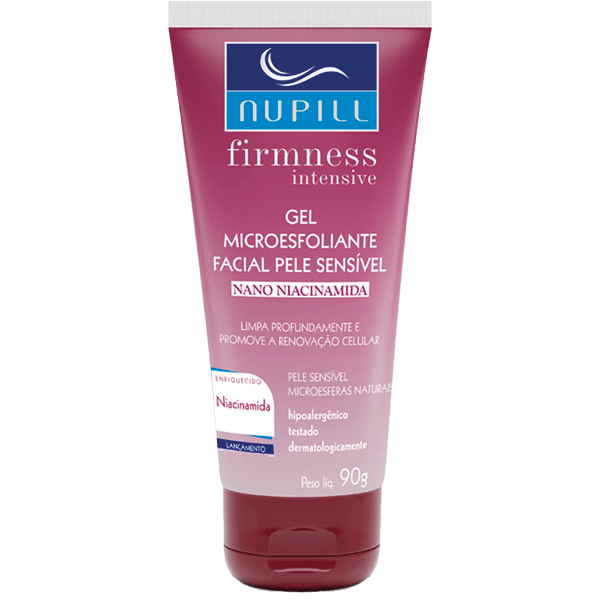 NUPILL
firmness
intensive
GEL
MICROESFOLIANTE
FACIAL PELE SENSÍVEL
NANO NIACINAMIDA
LIMPA PROFUNDAMENTE E
PROMOVE A RENOVAÇÃO CELULAR
ENRIQUECIDO
Niacinamida
LANÇAMENTO
PELE SENSÍVEL
MICROESFERAS NATURAIS
hipoalergênico
testado
dermatologicamente
Peso líq. 90g